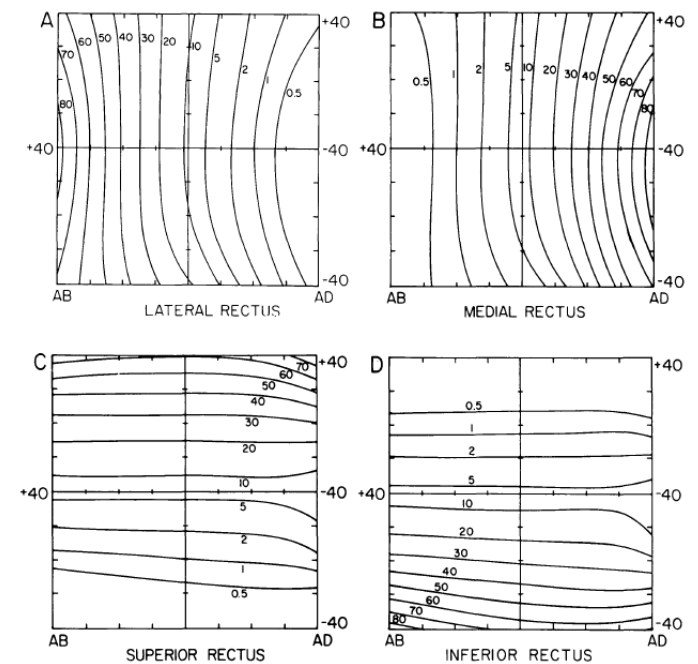 A
+40
60 50 40 30 20 10
70
5
2
1
0.5
80
+40
-40
-40
AB
AD
LATERAL RECTUS
B
+40
0.5 1 2 5 10 20 30 40 50 60
70
80
+40
-40
-40
AB
AD
MEDIAL RECTUS
C
+40
70
60
50
40
30
20
10
+40
-40
5
2
1
0.5
-40
AB
AD
SUPERIOR RECTUS
D
+40
0.5
1
2
5
+40
-40
10
20
30
40
50
60
70
80
-40
AB
AD
INFERIOR RECTUS